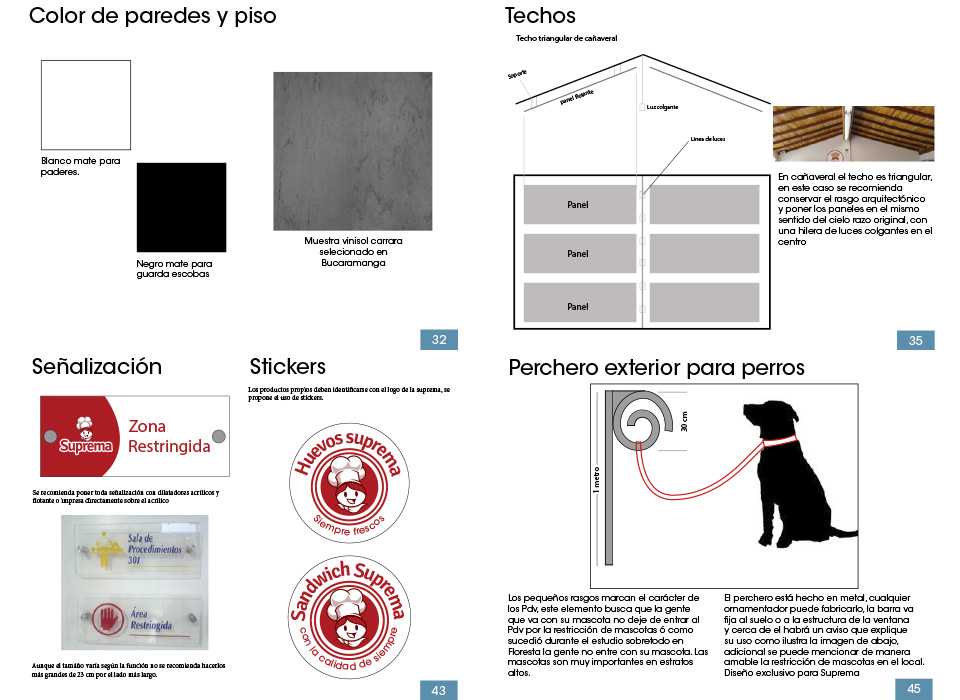 Color de paredes y piso
Blanco mate para
paderes.
Negro mate para
guarda escobas
Muestra vinisol carrara
selecionado en
Bucaramanga
32
Techos
Techo triangular de cañaveral
Soporte
panel Rosante
Luz colgante
Linea de luces
Panel
Panel
Panel
En cañaveral el techo es triangular,
en este caso se recomienda
conservar el rasgo arquitectónico
y poner los paneles en el mismo
sentido del cielo razo original, con
una hilera de luces colgantes en el
centro
35
Señalización
Suprema
Zona
Restringida
Se recomienda poner toda señalización con dilatadores acrílicos y
flotante o impresa directamente sobre el acrílico
Sala de
Procedimientos
301
Área
Restringida
Aunque el tamaño varía según la función no se recomienda hacerlos
más grandes de 23 cm por el lado más largo.
Stickers
Los productos propios deben identificarse con el logo de la suprema, se
propone el uso de stickers.
Huevos suprema
Siempre frescos
Sandwich Suprema
con la calidad de siempre
43
Perchero exterior para perros
30 cm
1 metro
Los pequeños rasgos marcan el carácter de
los Pdv, este elemento busca que la gente
que va con su mascota no deje de entrar al
Pdv por la restricción de mascotas ó como
sucedió durante el estudio sobretodo en
Floresta la gente no entre con su mascota. Las
mascotas son muy importantes en estratos
altos.
El perchero está hecho en metal, cualquier
ornamentador puede fabricarlo, la barra va
fija al suelo o a la estructura de la ventana
y cerca de el habrá un aviso que explique
su uso como ilustra la imagen de abajo,
adicional se puede mencionar de manera
amable la restricción de mascotas en el local.
Diseño exclusivo para Suprema
45